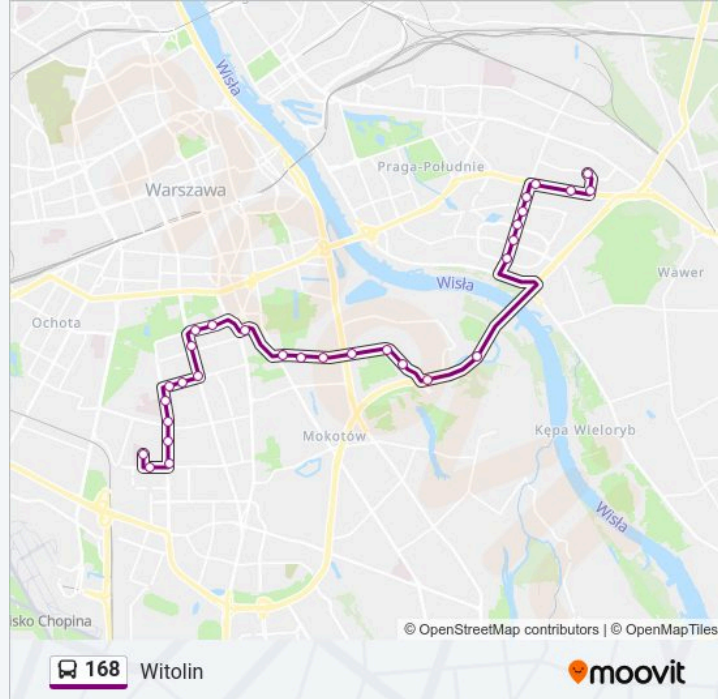 Wisła
Praga-Południe
Warszawa
Wawer
Wisła
Ochota
Mokotów
Kępa Wieloryb
Wisła
isko Chopina
© OpenStreetMap contributors | © OpenMapTiles
168 Witolin
moovit